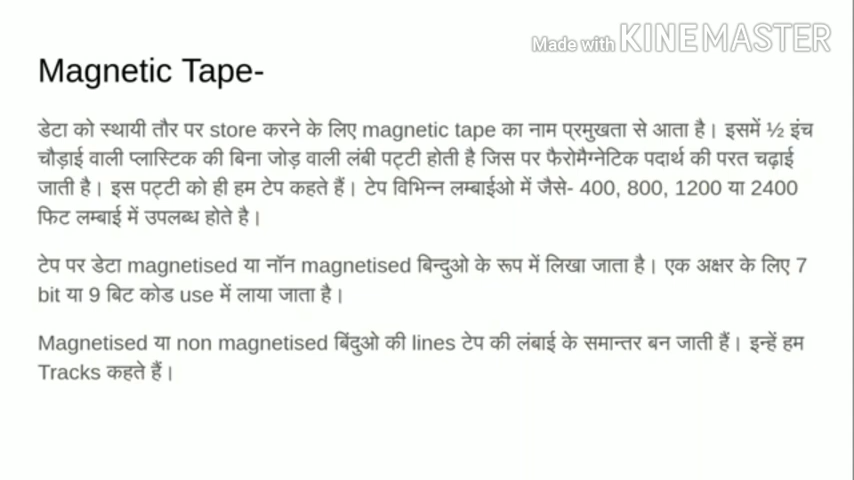 Made with KINEMASTER
Magnetic Tape-
डेटा को स्थायी तौर पर store करने के लिए magnetic tape का नाम प्रमुखता से आता है। इसमें ½ इंच
चौड़ाई वाली प्लास्टिक की बिना जोड़ वाली लंबी पट्टी होती है जिस पर फैरोमैग्नेटिक पदार्थ की परत चढ़ाई
जाती है। इस पट्टी को ही हम टेप कहते हैं। टेप विभिन्न लम्बाईओ में जैसे- 400, 800, 1200 या 2400
फिट लम्बाई में उपलब्ध होते है।
टेप पर डेटा magnetised या नॉन magnetised बिन्दुओ के रूप में लिखा जाता है। एक अक्षर के लिए 7
bit या 9 बिट कोड use में लाया जाता है।
Magnetised या non magnetised बिंदुओ की lines टेप की लंबाई के समान्तर बन जाती हैं। इन्हें हम
Tracks कहते हैं।